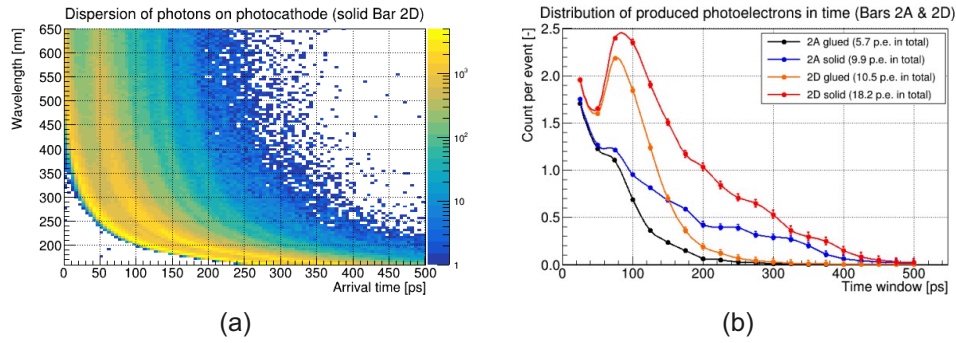 Dispersion of photons on photocathode (solid Bar 2D)
Wavelength [nm]
650
600
550
500
450
400
350
300
250
200
0 50 100 150 200 250 300 350 400 450 500
Arrival time [ps]
10³
10²
10
1
(a)
Distribution of produced photoelectrons in time (Bars 2A & 2D)
Count per event [-]
2.5
2.0
1.5
1.0
0.5
0.0
0 100 200 300 400 500
Time window [ps]
2A glued (5.7 p.e. in total)
2A solid (9.9 p.e. in total)
2D glued (10.5 p.e. in total)
2D solid (18.2 p.e. in total)
(b)